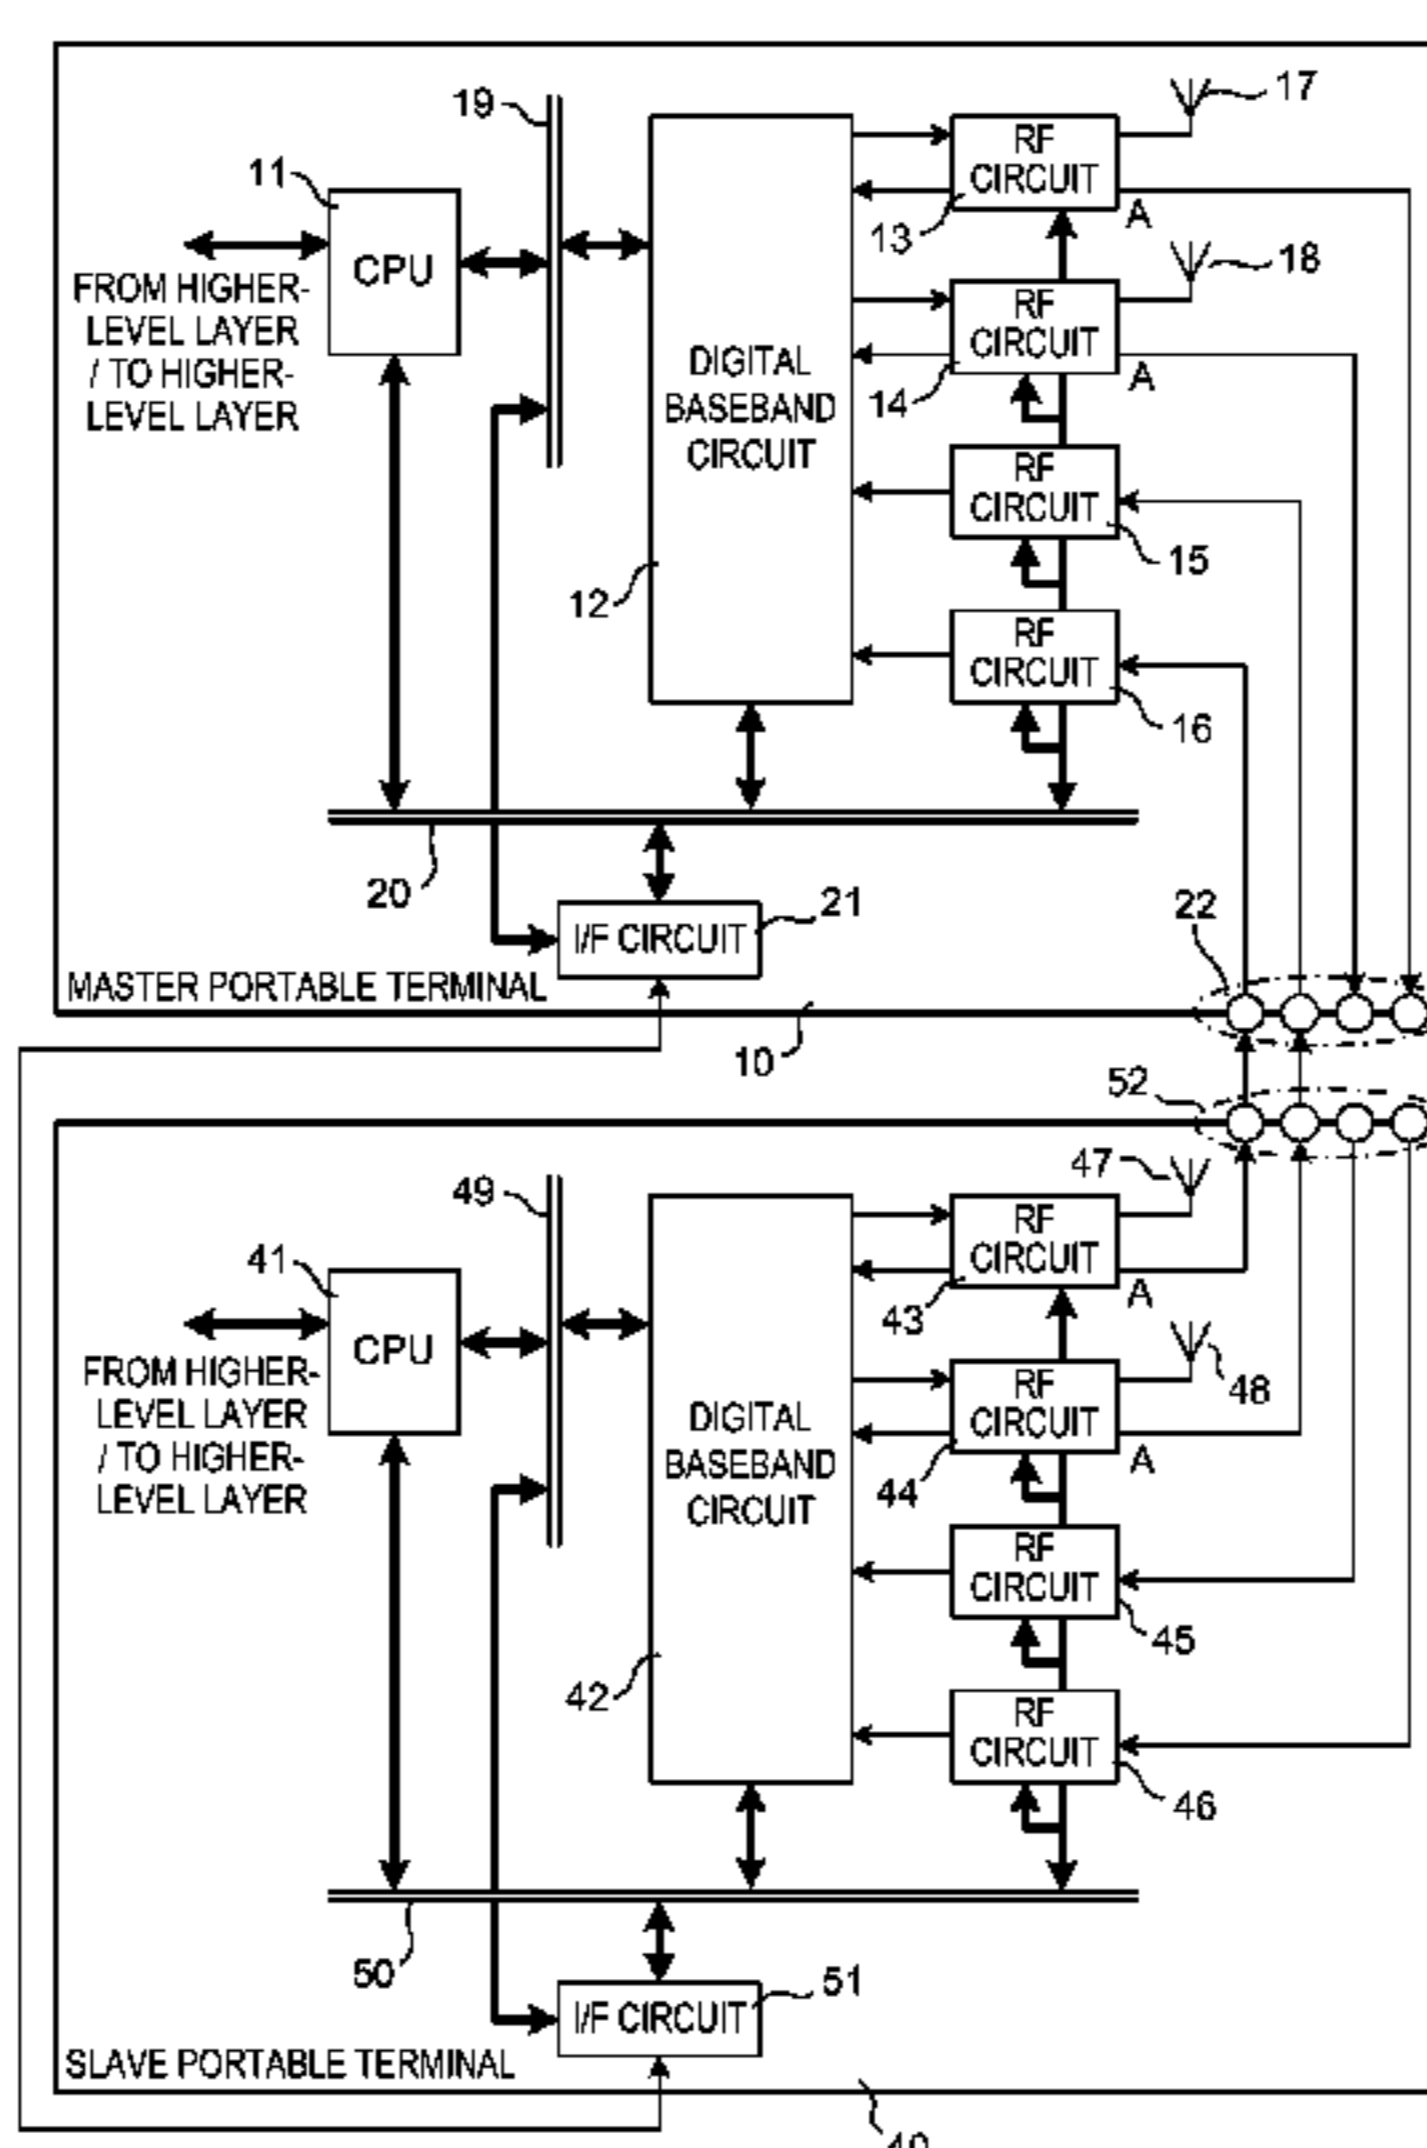 17
19
RF
CIRCUIT
11
13
A
CPU
18
FROM HIGHER-
LEVEL LAYER
/ TO HIGHER-
LEVEL LAYER
RF
CIRCUIT
DIGITAL
BASEBAND
CIRCUIT
14
A
RF
CIRCUIT
15
12
RF
CIRCUIT
16
20
21
22
I/F CIRCUIT
MASTER PORTABLE TERMINAL
10
52
47
49
RF
CIRCUIT
41
43
A
CPU
48
FROM HIGHER-
LEVEL LAYER
/ TO HIGHER-
LEVEL LAYER
RF
CIRCUIT
DIGITAL
BASEBAND
CIRCUIT
44
A
RF
CIRCUIT
45
42
RF
CIRCUIT
46
50
51
I/F CIRCUIT
SLAVE PORTABLE TERMINAL